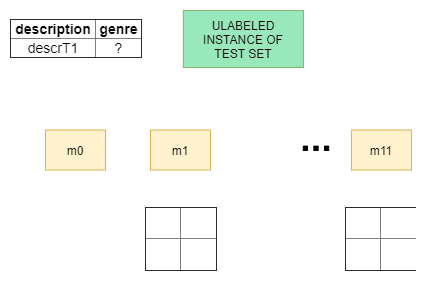 description genre
descrT1 ?
ULABELED
INSTANCE OF
TEST SET
m0 m1 ... m11